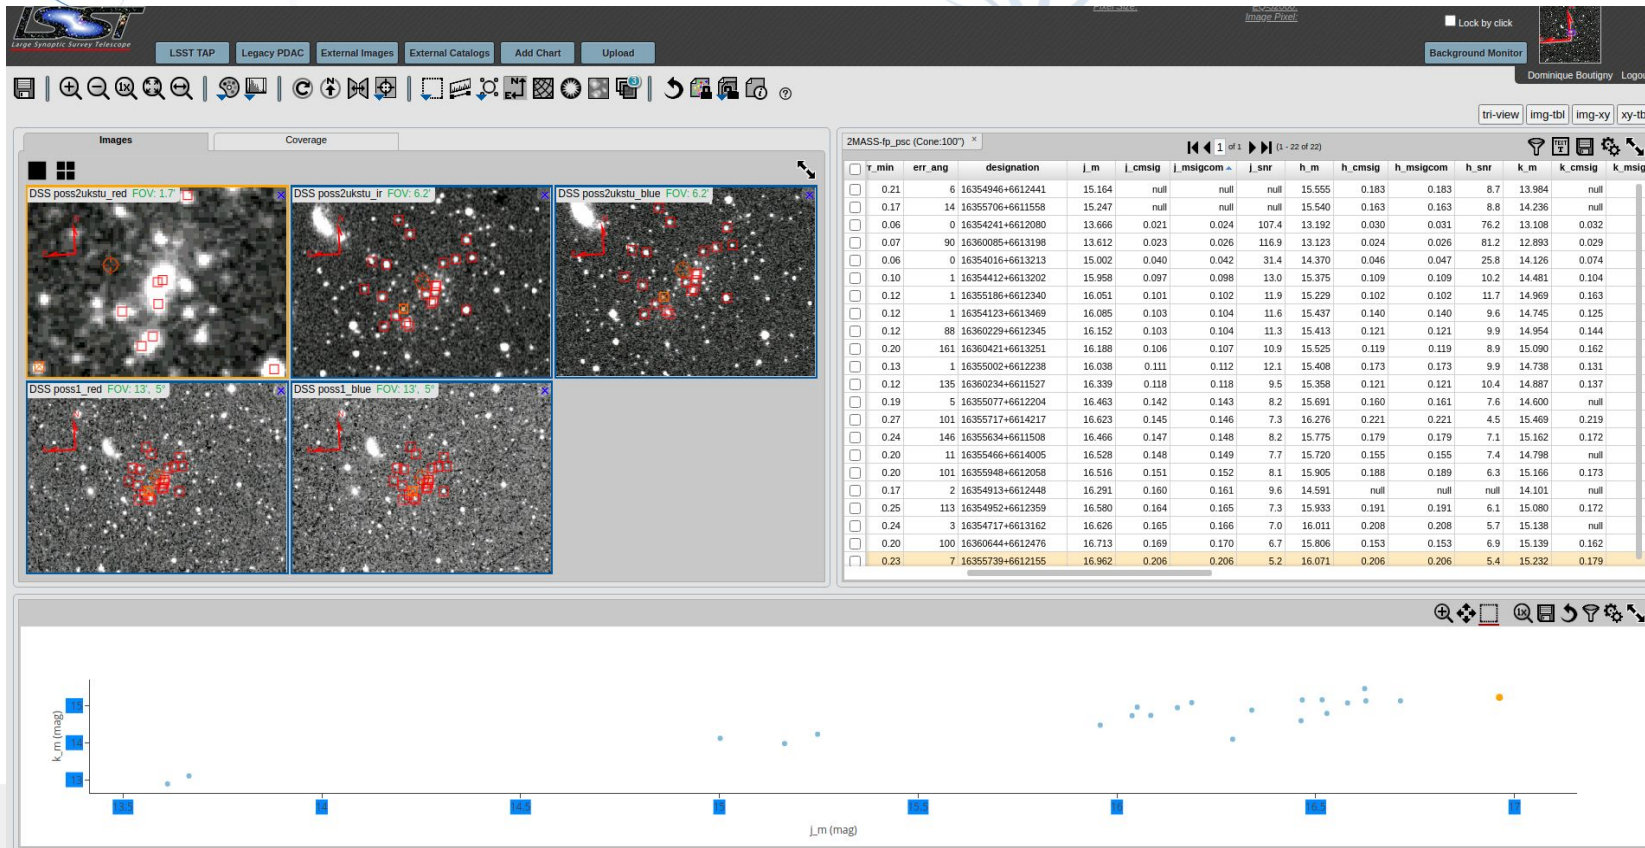 LSST
Large Synoptic Survey Telescope
LSST TAP Legacy PDAC External Images External Catalogs Add Chart Upload
Pixel Size: EQ-J2000:
Image Pixel:
Lock by click
Background Monitor
Dominique Boutigny Logou
tri-view img-tbl img-xy xy-tb
Images Coverage
DSS poss2ukstu_red FOV: 1.7'
DSS poss2ukstu_ir FOV: 6.2'
DSS poss2ukstu_blue FOV: 6.2'
DSS poss1_red FOV: 13', 5°
DSS poss1_blue FOV: 13', 5°
2MASS-fp_psc (Cone:100") × 1 of 1 (1 - 22 of 22)
r_min err_ang designation j_m j_cmsig j_msigcom j_snr h_m h_cmsig h_msigcom h_snr k_m k_cmsig k_msig
0.21 6 16354946+6612441 15.164 null null null 15.555 0.183 0.183 8.7 13.984 null
0.17 14 16355706+6611558 15.247 null null null 15.540 0.163 0.163 8.8 14.236 null
0.06 0 16354241+6612080 13.666 0.021 0.024 107.4 13.192 0.030 0.031 76.2 13.108 0.032
0.07 90 16360085+6613198 13.612 0.023 0.026 116.9 13.123 0.024 0.026 81.2 12.893 0.029
0.06 0 16354016+6613213 15.002 0.040 0.042 31.4 14.370 0.046 0.047 25.8 14.126 0.074
0.10 1 16354412+6613202 15.958 0.097 0.098 13.0 15.375 0.109 0.109 10.2 14.481 0.104
0.12 1 16355186+6612340 16.051 0.101 0.102 11.9 15.229 0.102 0.102 11.7 14.969 0.163
0.12 1 16354123+6613469 16.085 0.103 0.104 11.6 15.437 0.140 0.140 9.6 14.745 0.125
0.12 88 16360229+6612345 16.152 0.103 0.104 11.3 15.413 0.121 0.121 9.9 14.954 0.144
0.20 161 16360421+6613251 16.188 0.106 0.107 10.9 15.525 0.119 0.119 8.9 15.090 0.162
0.13 1 16355002+6612238 16.038 0.111 0.112 12.1 15.408 0.173 0.173 9.9 14.738 0.131
0.12 135 16360234+6611527 16.339 0.118 0.118 9.5 15.358 0.121 0.121 10.4 14.887 0.137
0.19 5 16355077+6612204 16.463 0.142 0.143 8.2 15.691 0.160 0.161 7.6 14.600 null
0.27 101 16355717+6614217 16.623 0.145 0.146 7.3 16.276 0.221 0.221 4.5 15.469 0.219
0.24 146 16355634+6611508 16.466 0.147 0.148 8.2 15.775 0.179 0.179 7.1 15.162 0.172
0.20 11 16355466+6614005 16.528 0.148 0.149 7.7 15.720 0.155 0.155 7.4 14.798 null
0.20 101 16355948+6612058 16.516 0.151 0.152 8.1 15.905 0.188 0.189 6.3 15.166 0.173
0.17 2 16354913+6612448 16.291 0.160 0.161 9.6 14.591 null null null 14.101 null
0.25 113 16354952+6612359 16.580 0.164 0.165 7.3 15.933 0.191 0.191 6.1 15.080 0.172
0.24 3 16354717+6613162 16.626 0.165 0.166 7.0 16.011 0.208 0.208 5.7 15.138 null
0.20 100 16360644+6612476 16.713 0.169 0.170 6.7 15.806 0.153 0.153 6.9 15.139 0.162
0.23 7 16355739+6612155 16.962 0.206 0.206 5.2 16.071 0.206 0.206 5.4 15.232 0.179
k_m (mag)
15
14
13
13.5 14 14.5 15 15.5 16 16.5 17
j_m (mag)